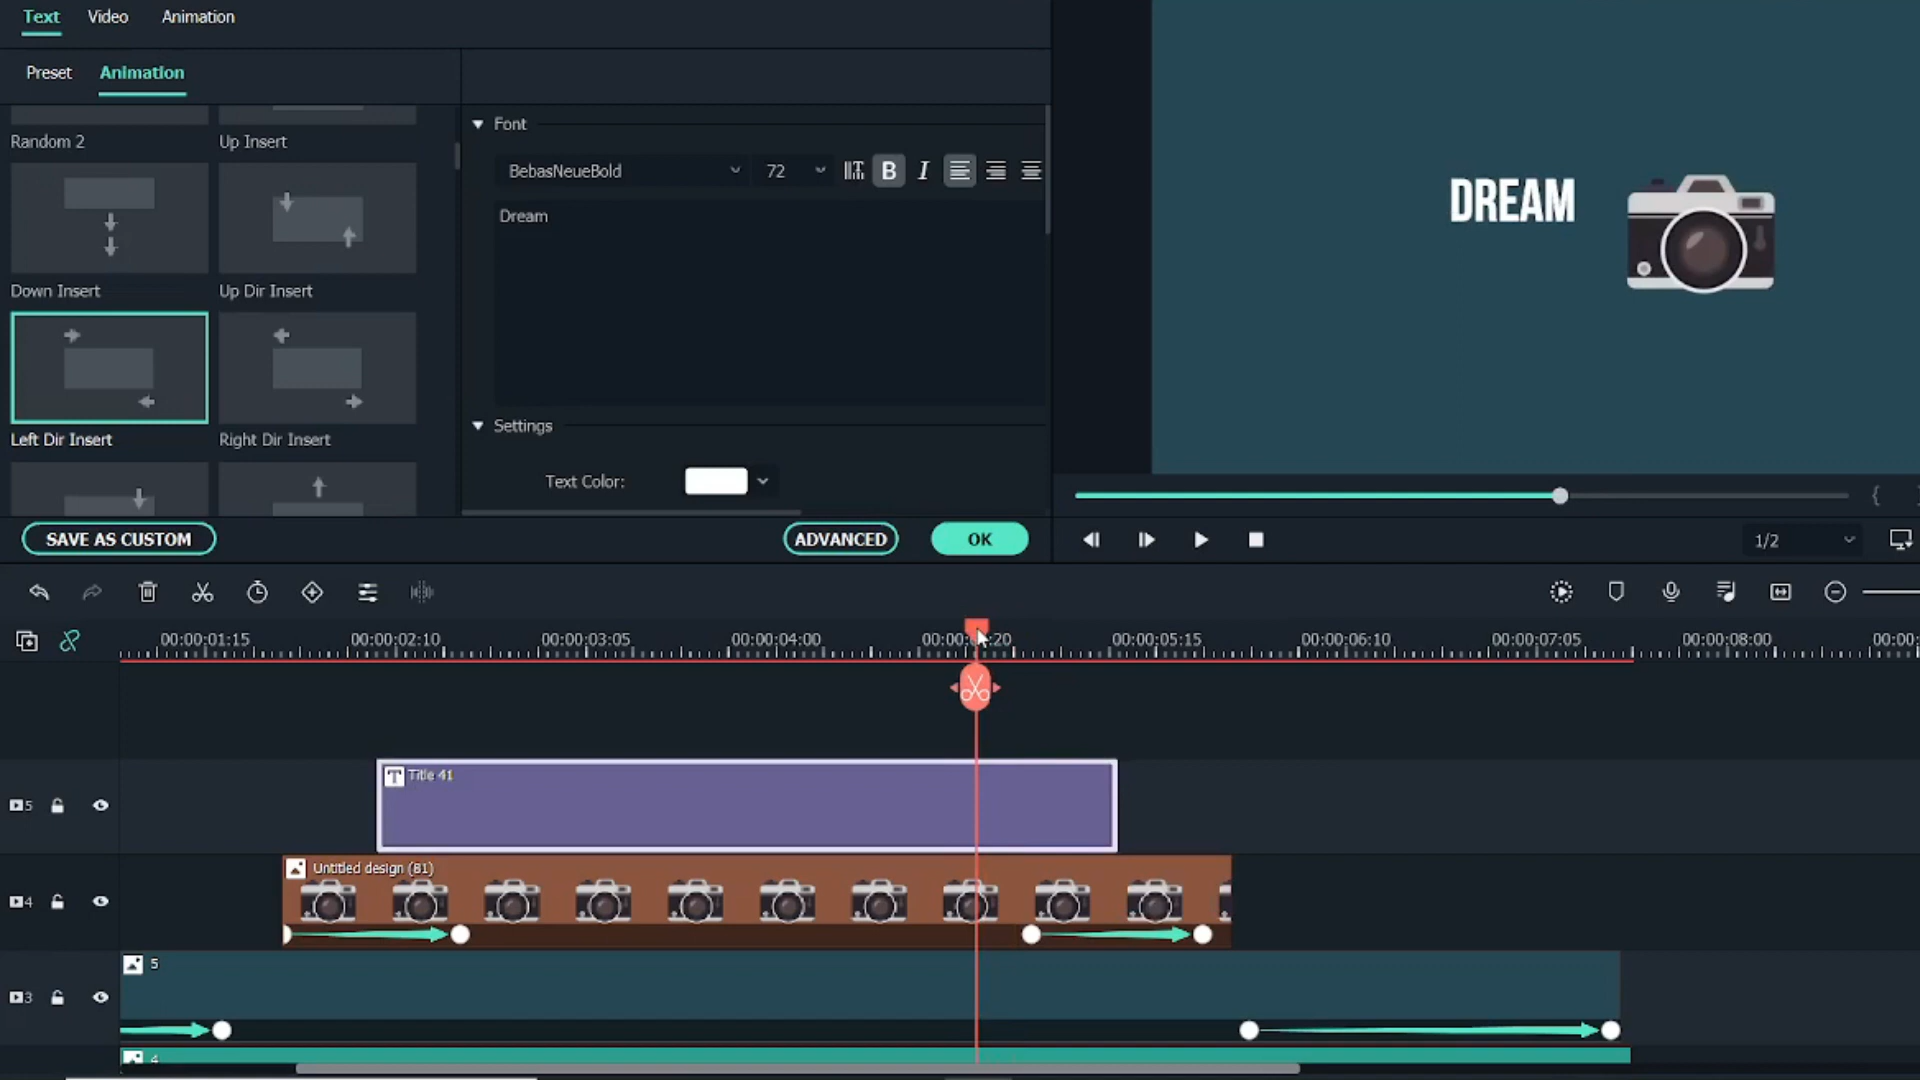 Text Video Animation
Preset Animation
Random 2 Up Insert
Down Insert Up Dir Insert
Left Dir Insert Right Dir Insert
Font
BebasNeueBold 72 B I
Dream
Settings
Text Color:
SAVE AS CUSTOM ADVANCED OK
DREAM
1/2
00:00:01:15 00:00:02:10 00:00:03:05 00:00:04:00 00:00:05:15 00:00:06:10 00:00:07:05 00:00:08:00
5 Title 41
4 Untitled design (81)
3 5
4